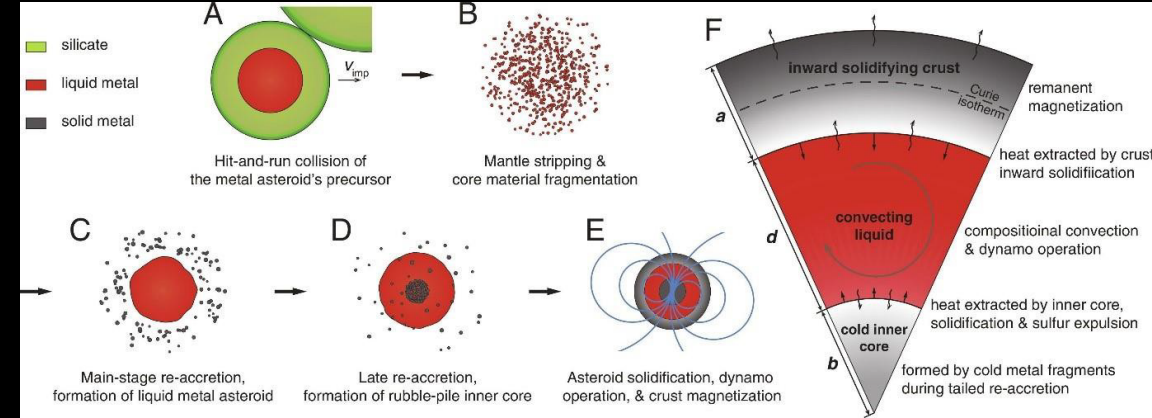 silicate
liquid metal
solid metal
A
V imp
Hit-and-run collision of
the metal asteroid's precursor
B
Mantle stripping &
core material fragmentation
C
Main-stage re-accretion,
formation of liquid metal asteroid
D
Late re-accretion,
formation of rubble-pile inner core
E
Asteroid solidification, dynamo
operation, & crust magnetization
F
inward solidifying crust
Curie
isotherm
remanent
magnetization
a
heat extracted by crust
inward solidifiication
convecting
liquid
d
compositioinal convection
& dynamo operation
heat extracted by inner core,
solidification & sulfur expulsion
cold inner
core
b
formed by cold metal fragments
during tailed re-accretion